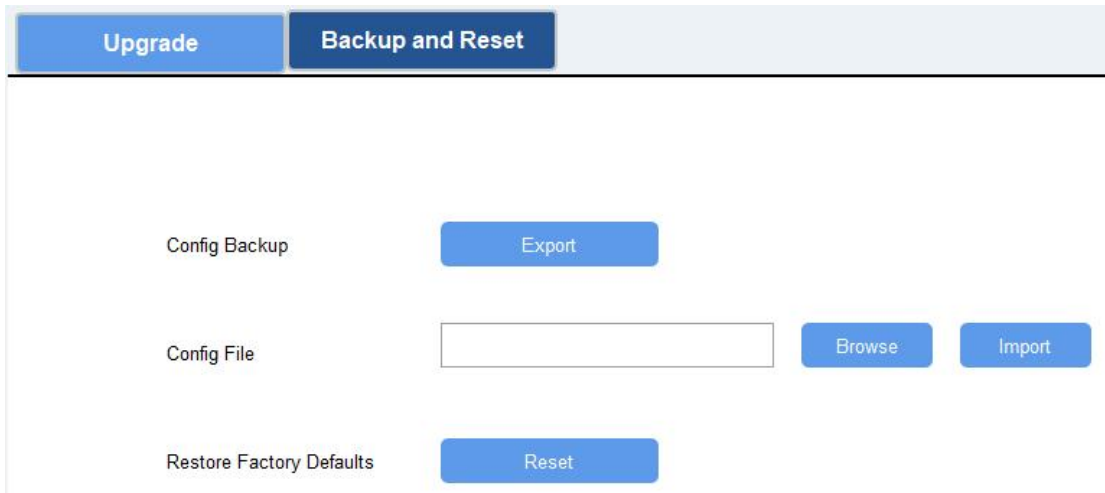 Upgrade Backup and Reset
Config Backup Export
Config File Browse Import
Restore Factory Defaults Reset